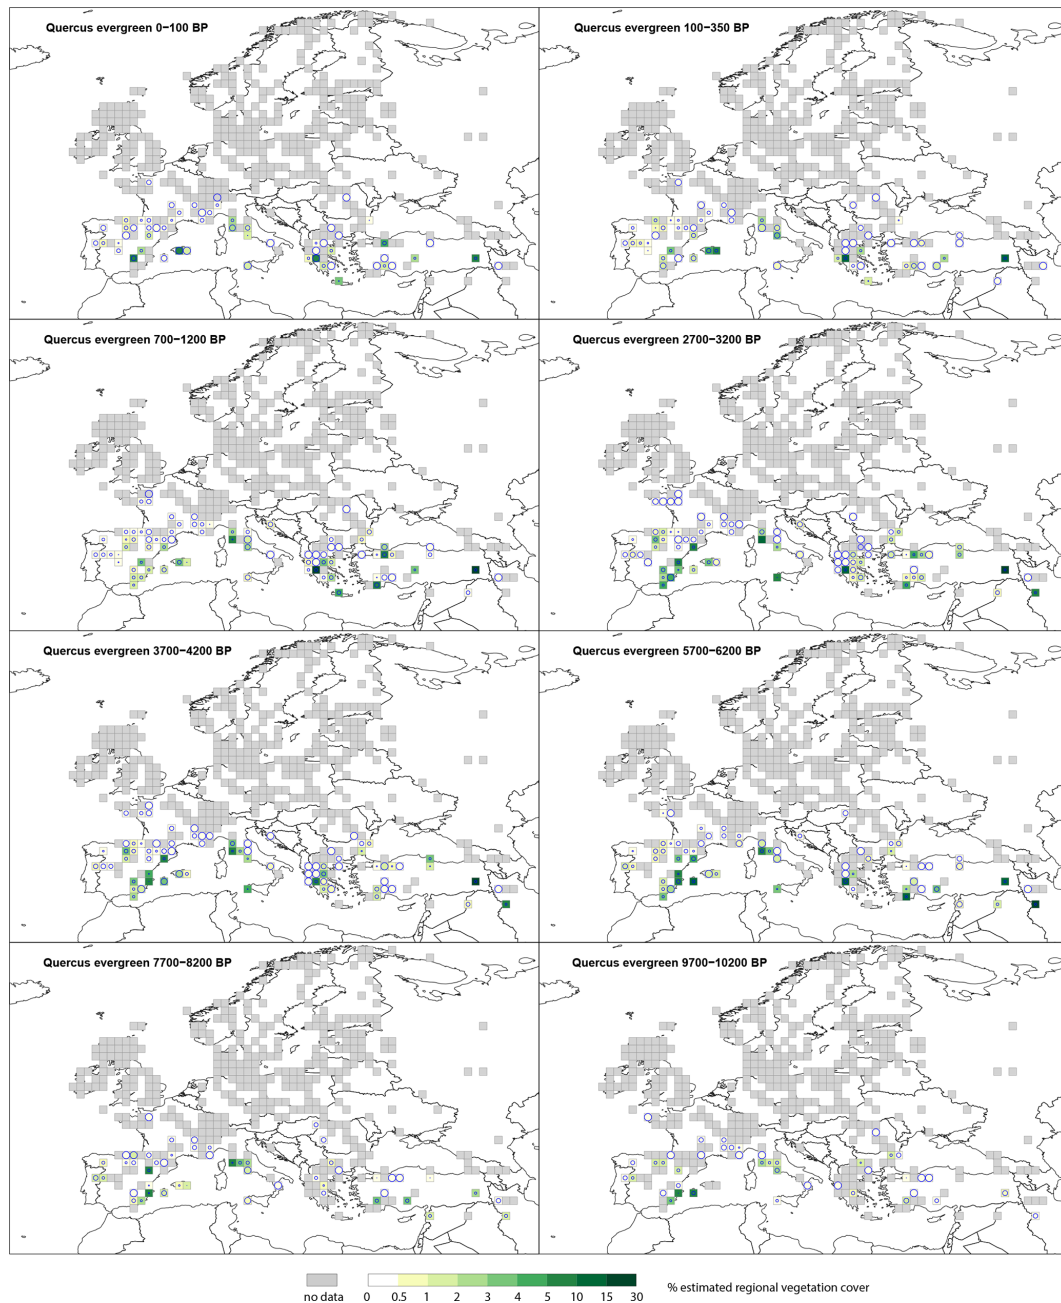 Quercus evergreen 0−100 BP
Quercus evergreen 100−350 BP
Quercus evergreen 700−1200 BP
Quercus evergreen 2700−3200 BP
Quercus evergreen 3700−4200 BP
Quercus evergreen 5700−6200 BP
Quercus evergreen 7700−8200 BP
Quercus evergreen 9700−10200 BP
no data
0 0.5 1 2 3 4 5 10 15 30
% estimated regional vegetation cover